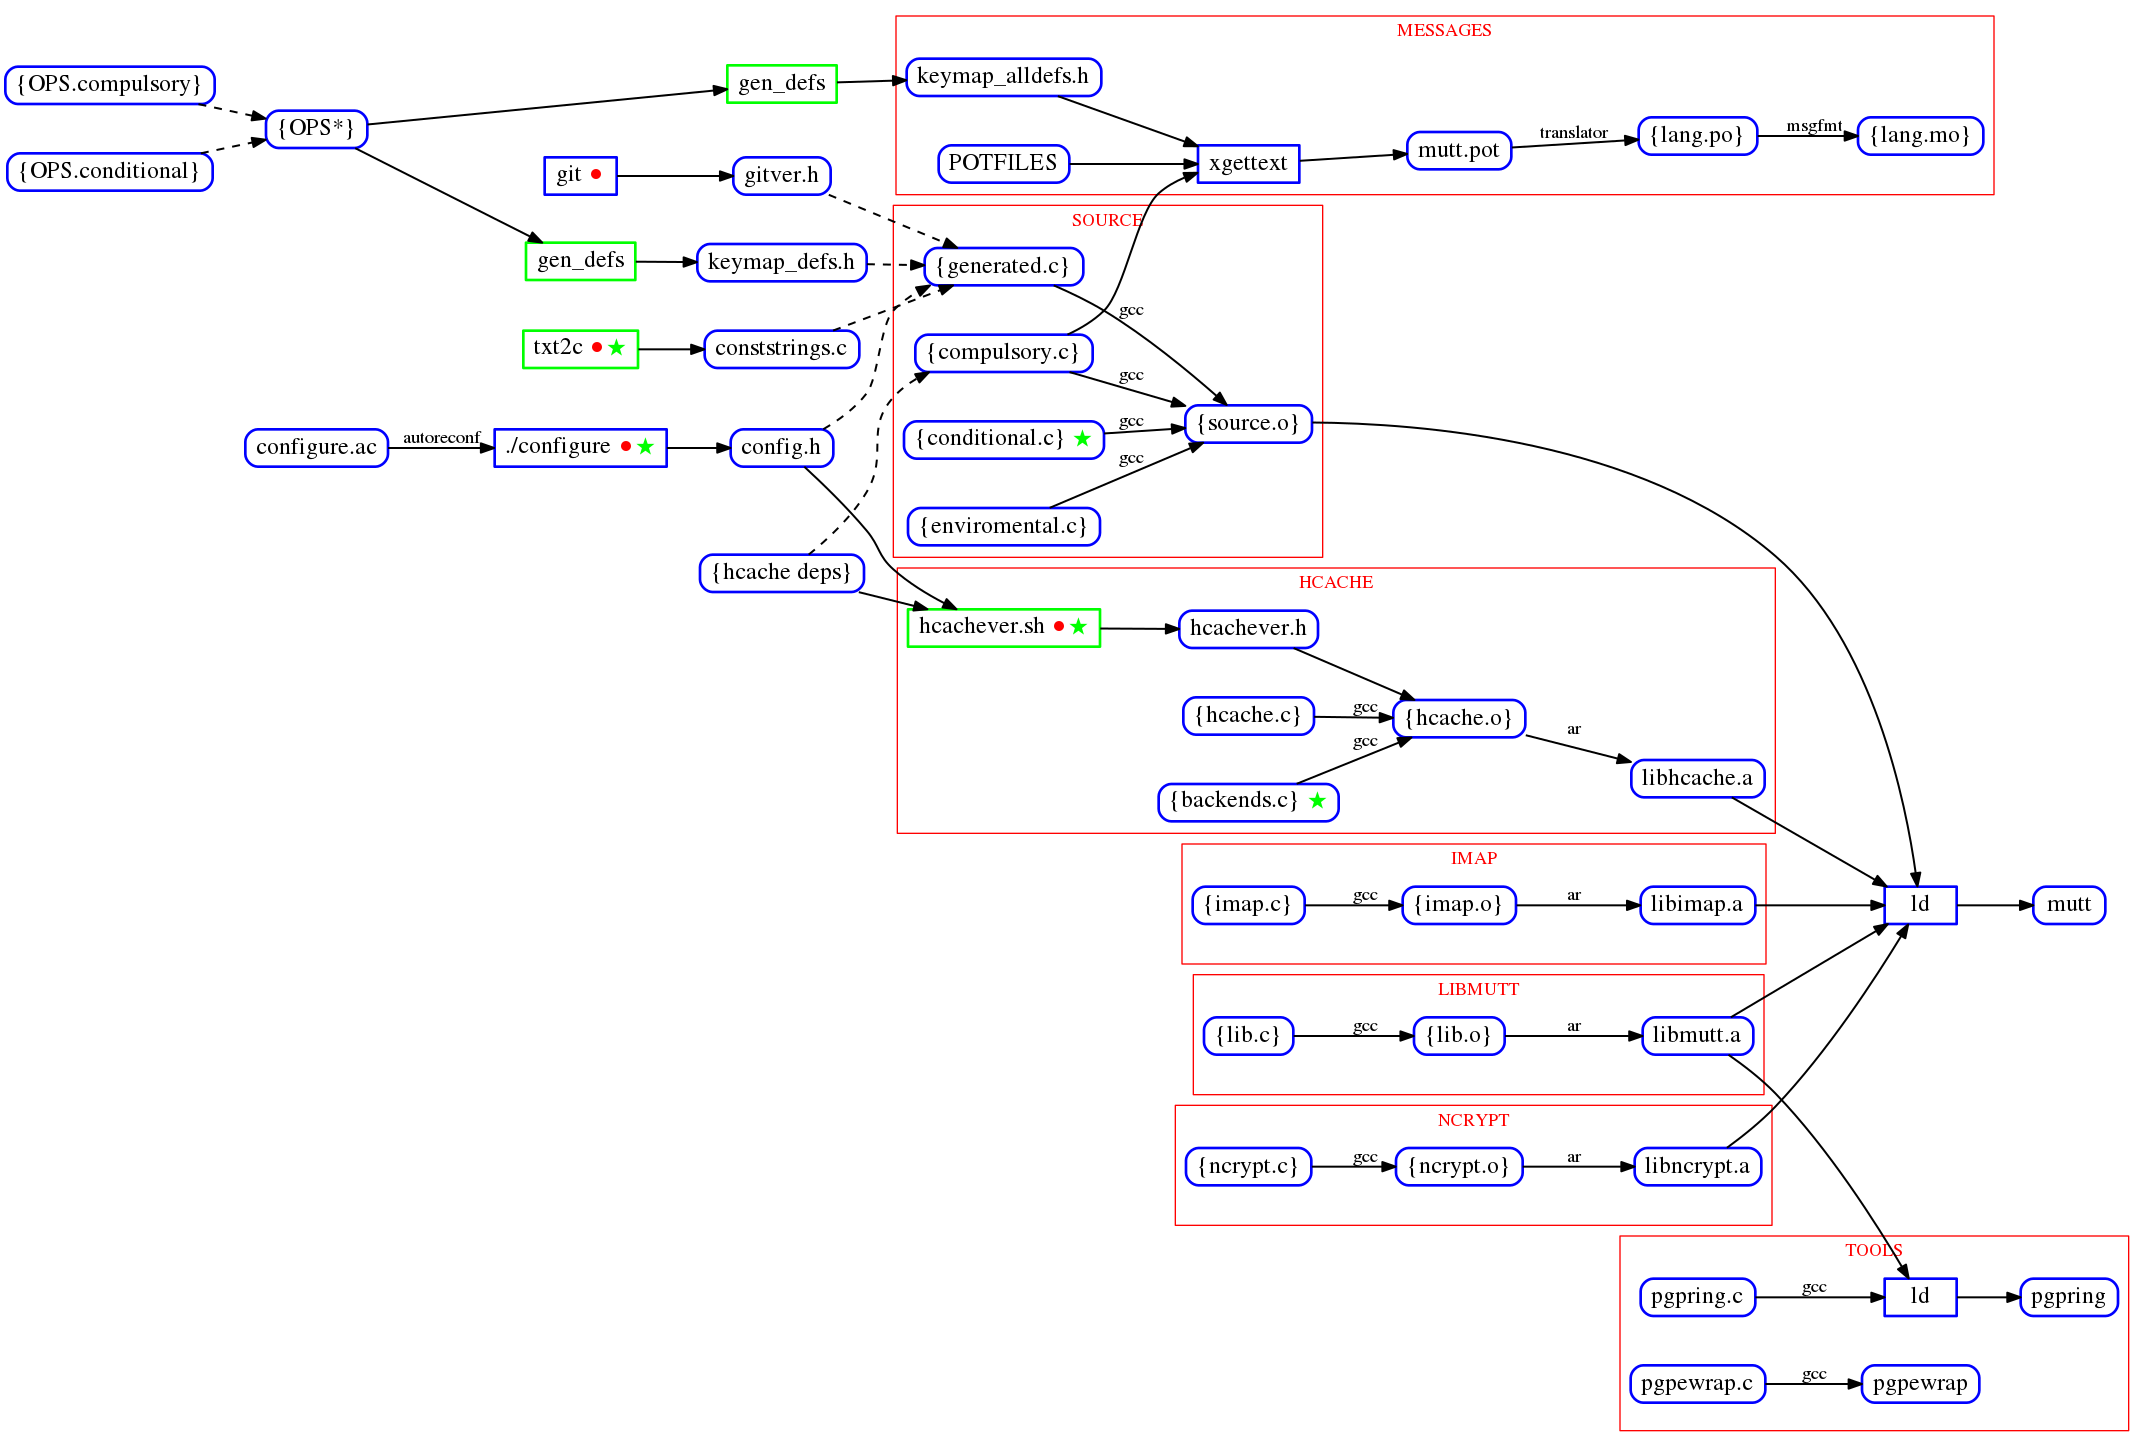 MESSAGES
{OPS.compulsory}
{OPS*}
{OPS.conditional}
gen_defs
keymap_alldefs.h
POTFILES
xgettext
mutt.pot
translator
{lang.po}
msgfmt
{lang.mo}
git
gitver.h
gen_defs
keymap_defs.h
txt2c
conststrings.c
configure.ac
autoreconf
./configure
config.h
{hcache deps}
SOURCE
{generated.c}
gcc
{compulsory.c}
gcc
{conditional.c}
gcc
{source.o}
gcc
{enviromental.c}
HCACHE
hcachever.sh
hcachever.h
{hcache.c}
gcc
{hcache.o}
gcc
{backends.c}
ar
libhcache.a
IMAP
{imap.c}
gcc
{imap.o}
ar
libimap.a
ld
mutt
LIBMUTT
{lib.c}
gcc
{lib.o}
ar
libmutt.a
NCRYPT
{ncrypt.c}
gcc
{ncrypt.o}
ar
libncrypt.a
TOOLS
pgpring.c
gcc
ld
pgpring
pgpewrap.c
gcc
pgpewrap